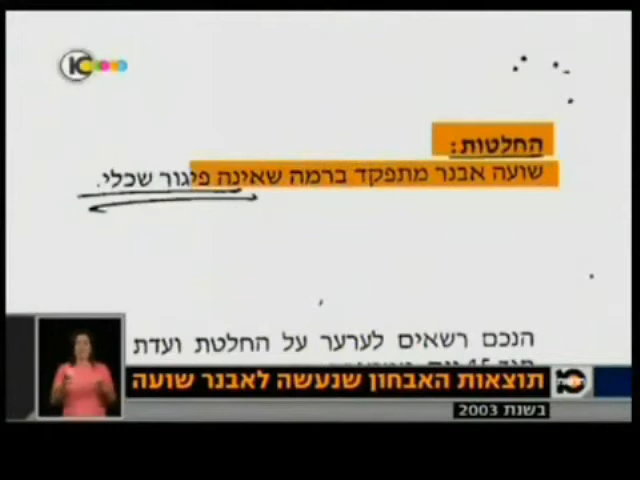 החלטות:
שועה אבנר מתפקד ברמה שאינה פיגור שכלי.
הנכם רשאים לערער על החלטת ועדת
תוצאות האבחון שנעשה לאבנר שועה
בשנת 2003